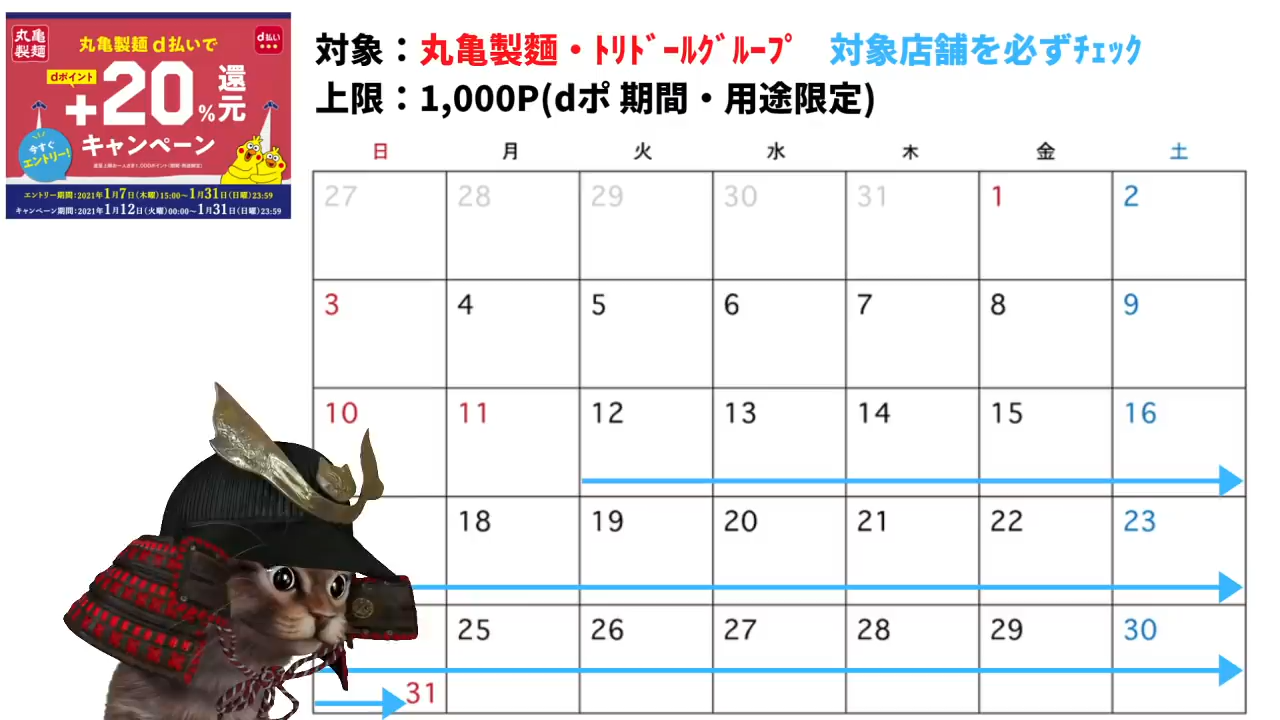 丸亀
製麺
丸亀製麺d払いで
d払い
dポイント
+20%還元
キャンペーン
今すぐ
エントリー!
エントリー期間:2021年1月7日(木曜)15:00~1月31日(日曜)23:59
キャンペーン期間:2021年1月12日(火曜)00:00~1月31日(日曜)23:59
対象:丸亀製麺・ﾄﾘﾄﾞｰﾙｸﾞﾙｰﾌﾟ 対象店舗を必ずﾁｪｯｸ
上限:1,000P(dポ 期間・用途限定)
日 月 火 水 木 金 土
27 28 29 30 31 1 2
3 4 5 6 7 8 9
10 11 12 13 14 15 16
18 19 20 21 22 23
25 26 27 28 29 30
31